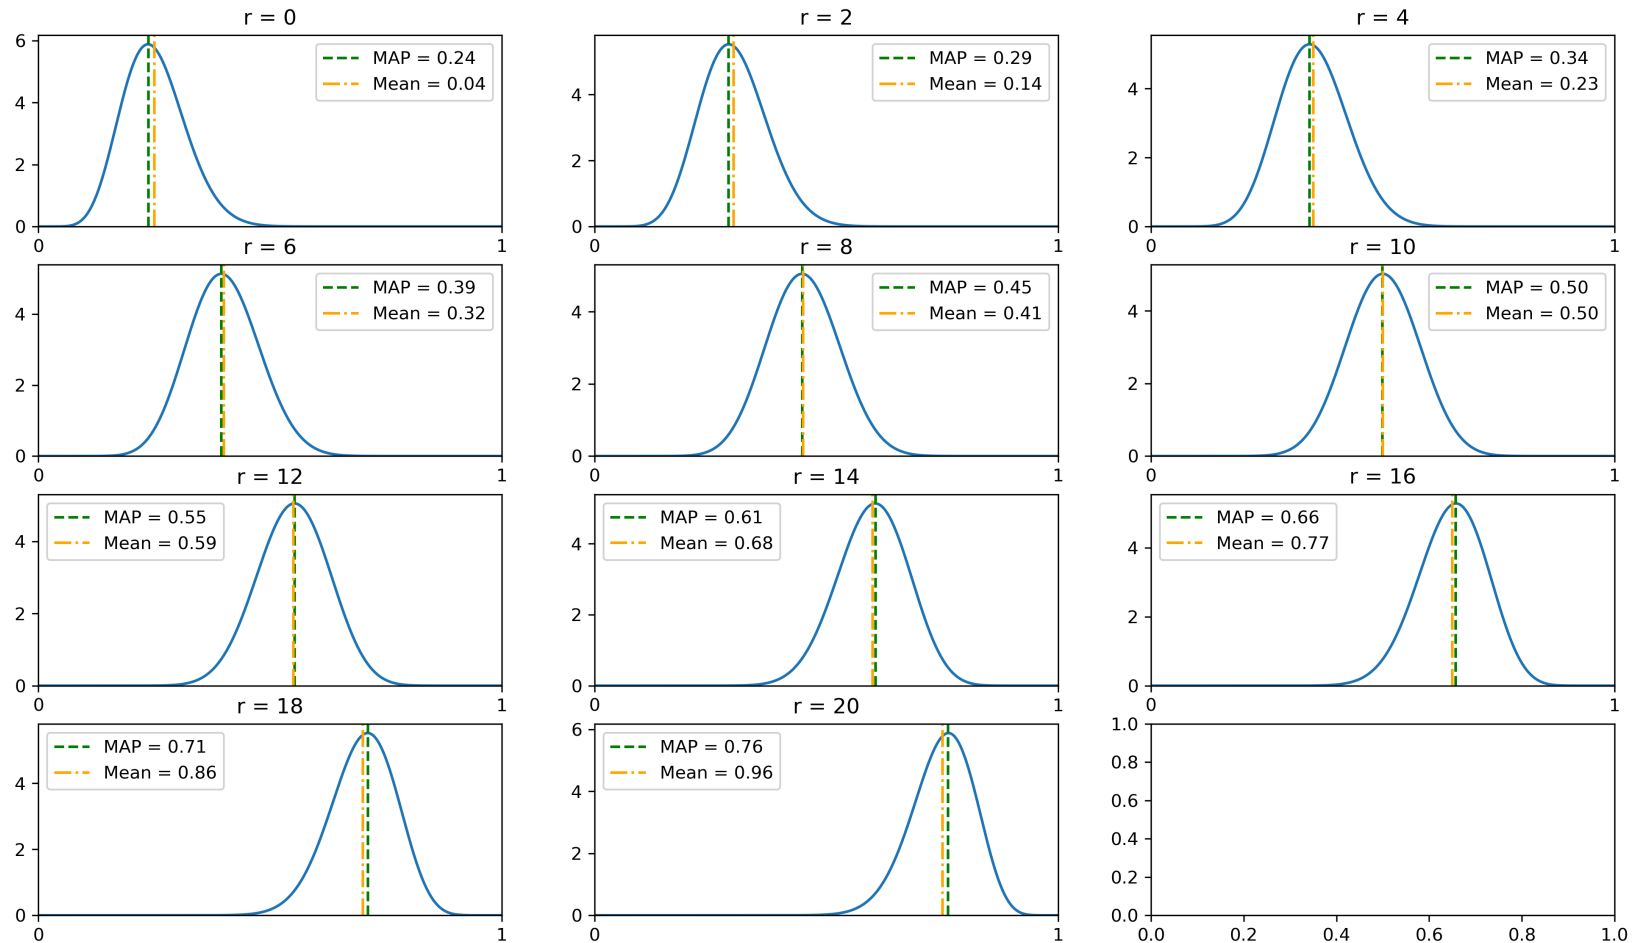 r = 0
6
4
2
0
0
1
MAP = 0.24
Mean = 0.04
r = 2
4
2
0
0
1
MAP = 0.29
Mean = 0.14
r = 4
4
2
0
0
1
MAP = 0.34
Mean = 0.23
r = 6
4
2
0
0
1
MAP = 0.39
Mean = 0.32
r = 8
4
2
0
0
1
MAP = 0.45
Mean = 0.41
r = 10
4
2
0
0
1
MAP = 0.50
Mean = 0.50
r = 12
4
2
0
0
1
MAP = 0.55
Mean = 0.59
r = 14
4
2
0
0
1
MAP = 0.61
Mean = 0.68
r = 16
4
2
0
0
1
MAP = 0.66
Mean = 0.77
r = 18
4
2
0
0
1
MAP = 0.71
Mean = 0.86
r = 20
6
4
2
0
0
1
MAP = 0.76
Mean = 0.96
1.0
0.8
0.6
0.4
0.2
0.0
0.0 0.2 0.4 0.6 0.8 1.0